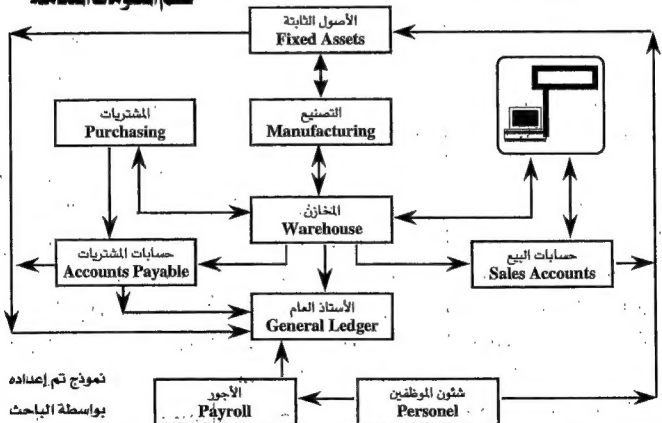 الأصول الثابتة
Fixed Assets
المشتريات
Purchasing
التصنيع
Manufacturing
المخازن
Warehouse
حسابات المشتريات
Accounts Payable
حسابات البيع
Sales Accounts
الأستاذ العام
General Ledger
نموذج تم إعداده
بواسطة الباحث
الأجور
Payroll
شئون الموظفين
Personel